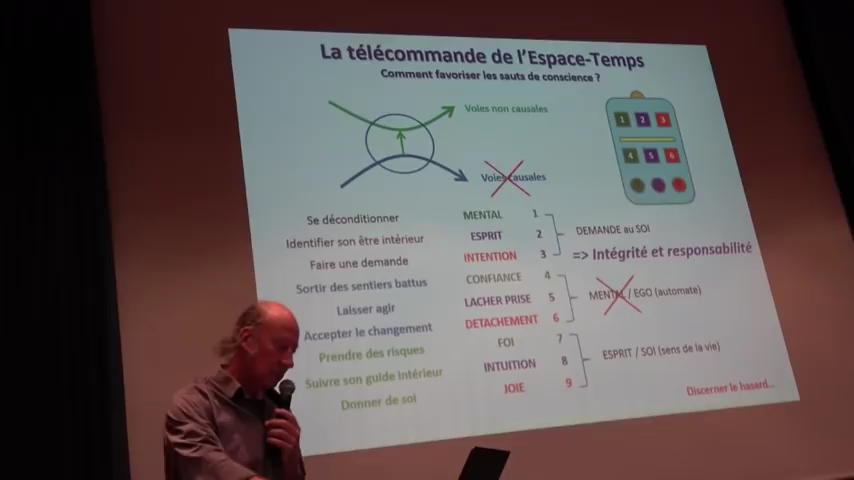 La télécommande de l'Espace-Temps
Comment favoriser les sauts de conscience ?
Voies non causales
Voies causales
1 2 3
4 5 6
Se déconditionner MENTAL 1
Identifier son être intérieur ESPRIT 2 DEMANDE au SOI
Faire une demande INTENTION 3 => Intégrité et responsabilité
Sortir des sentiers battus CONFIANCE 4
Laisser agir LACHER PRISE 5 MENTAL / EGO (automate)
Accepter le changement DETACHEMENT 6
Prendre des risques FOI 7
Suivre son guide intérieur INTUITION 8 ESPRIT / SOI (sens de la vie)
Donner de soi JOIE 9
Discerner le hasard...